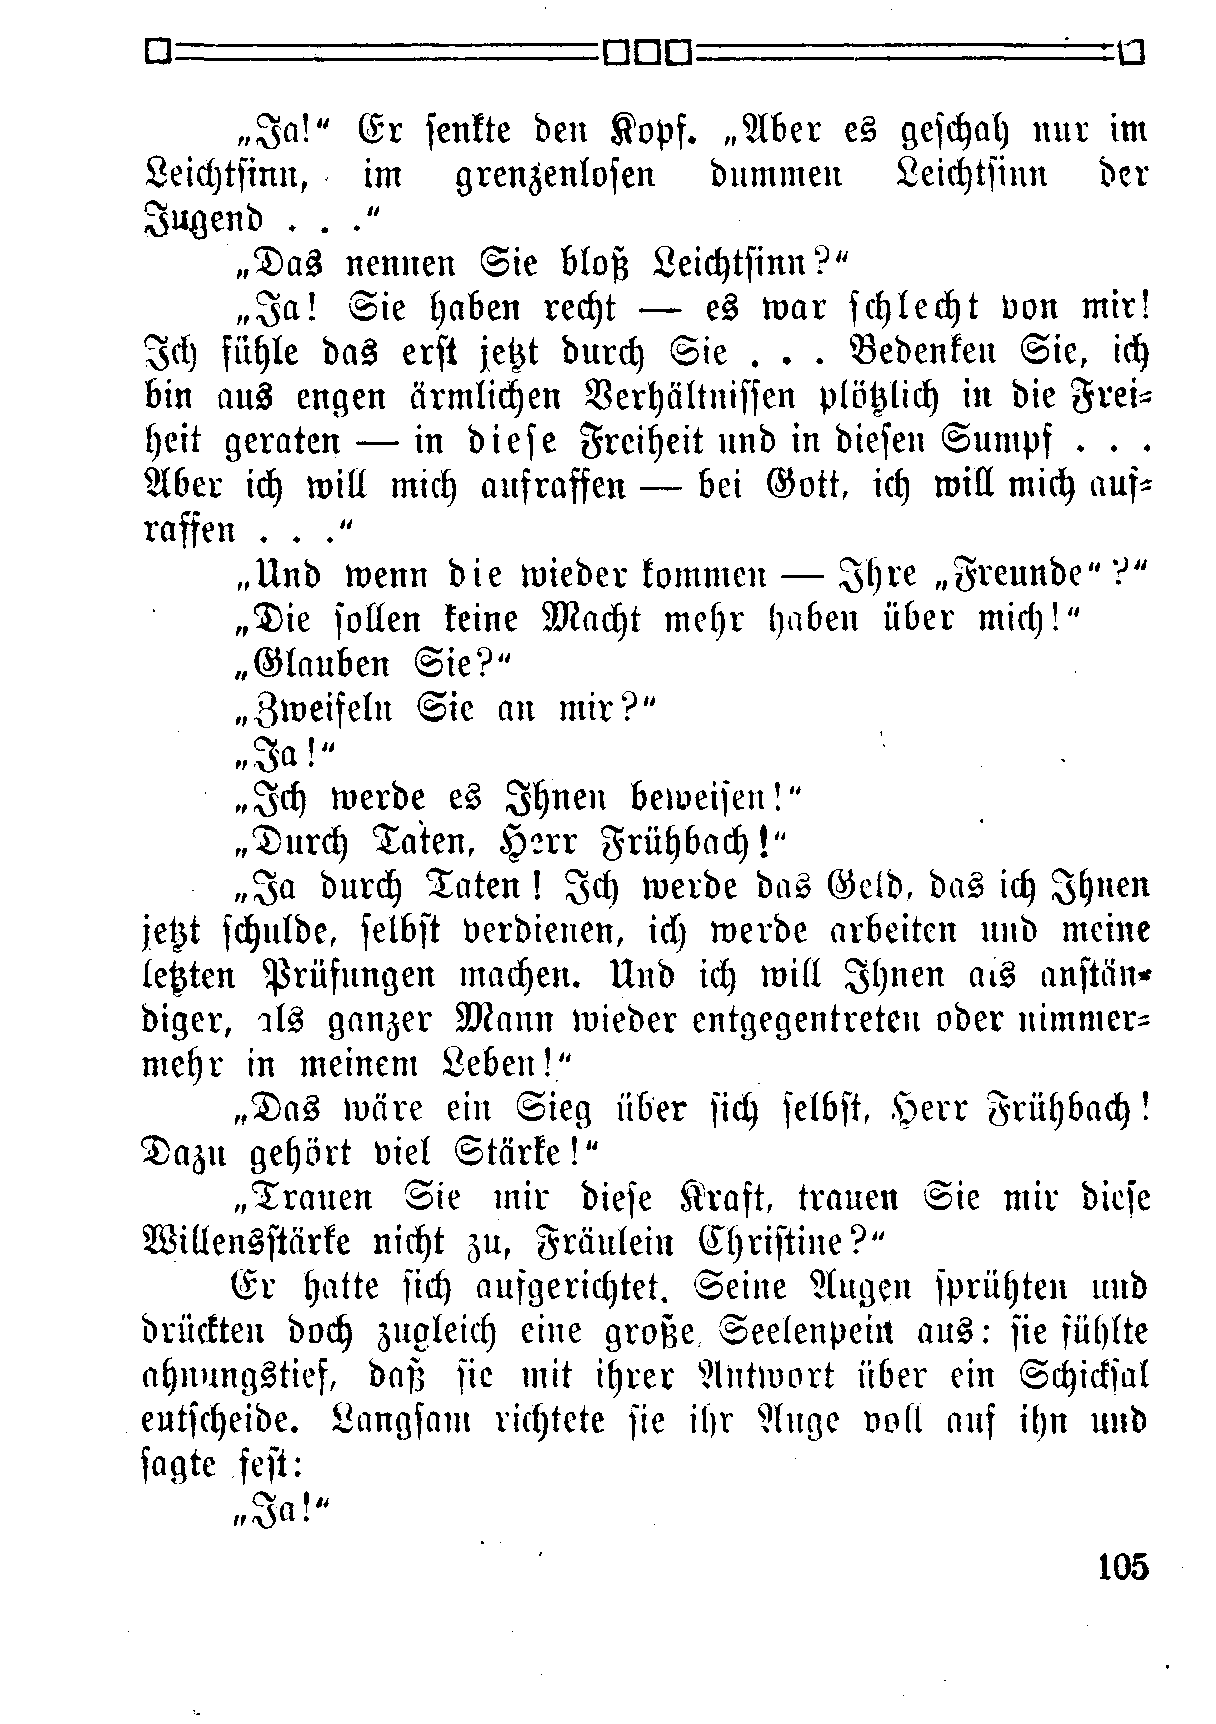 „Ja!“ Er senkte den Kopf. „Aber es geschah nur im
Leichtsinn, im grenzenlosen dummen Leichtsinn der
Jugend . . .“
„Das nennen Sie bloß Leichtsinn?“
„Ja! Sie haben recht — es war schlecht von mir!
Ich fühle das erst jetzt durch Sie . . . Bedenken Sie, ich
bin aus engen ärmlichen Verhältnissen plötzlich in die Frei-
heit geraten — in diese Freiheit und in diesen Sumpf . . .
Aber ich will mich aufraffen — bei Gott, ich will mich auf-
raffen . . .“
„Und wenn die wieder kommen — Ihre „Freunde“?“
„Die sollen keine Macht mehr haben über mich!“
„Glauben Sie?“
„Zweifeln Sie an mir?“
„Ja!“
„Ich werde es Ihnen beweisen!“
„Durch Taten, Herr Frühbach!“
„Ja durch Taten! Ich werde das Geld, das ich Ihnen
jetzt schulde, selbst verdienen, ich werde arbeiten und meine
letzten Prüfungen machen. Und ich will Ihnen als anstän-
diger, als ganzer Mann wieder entgegentreten oder nimmer-
mehr in meinem Leben!“
„Das wäre ein Sieg über sich selbst, Herr Frühbach!
Dazu gehört viel Stärke!“
„Trauen Sie mir diese Kraft, trauen Sie mir diese
Willensstärke nicht zu, Fräulein Christine?“
Er hatte sich aufgerichtet. Seine Augen sprühten und
drückten doch zugleich eine große Seelenpein aus: sie fühlte
ahnungstief, daß sie mit ihrer Antwort über ein Schicksal
entscheide. Langsam richtete sie ihr Auge voll auf ihn und
sagte fest:
„Ja!“
105